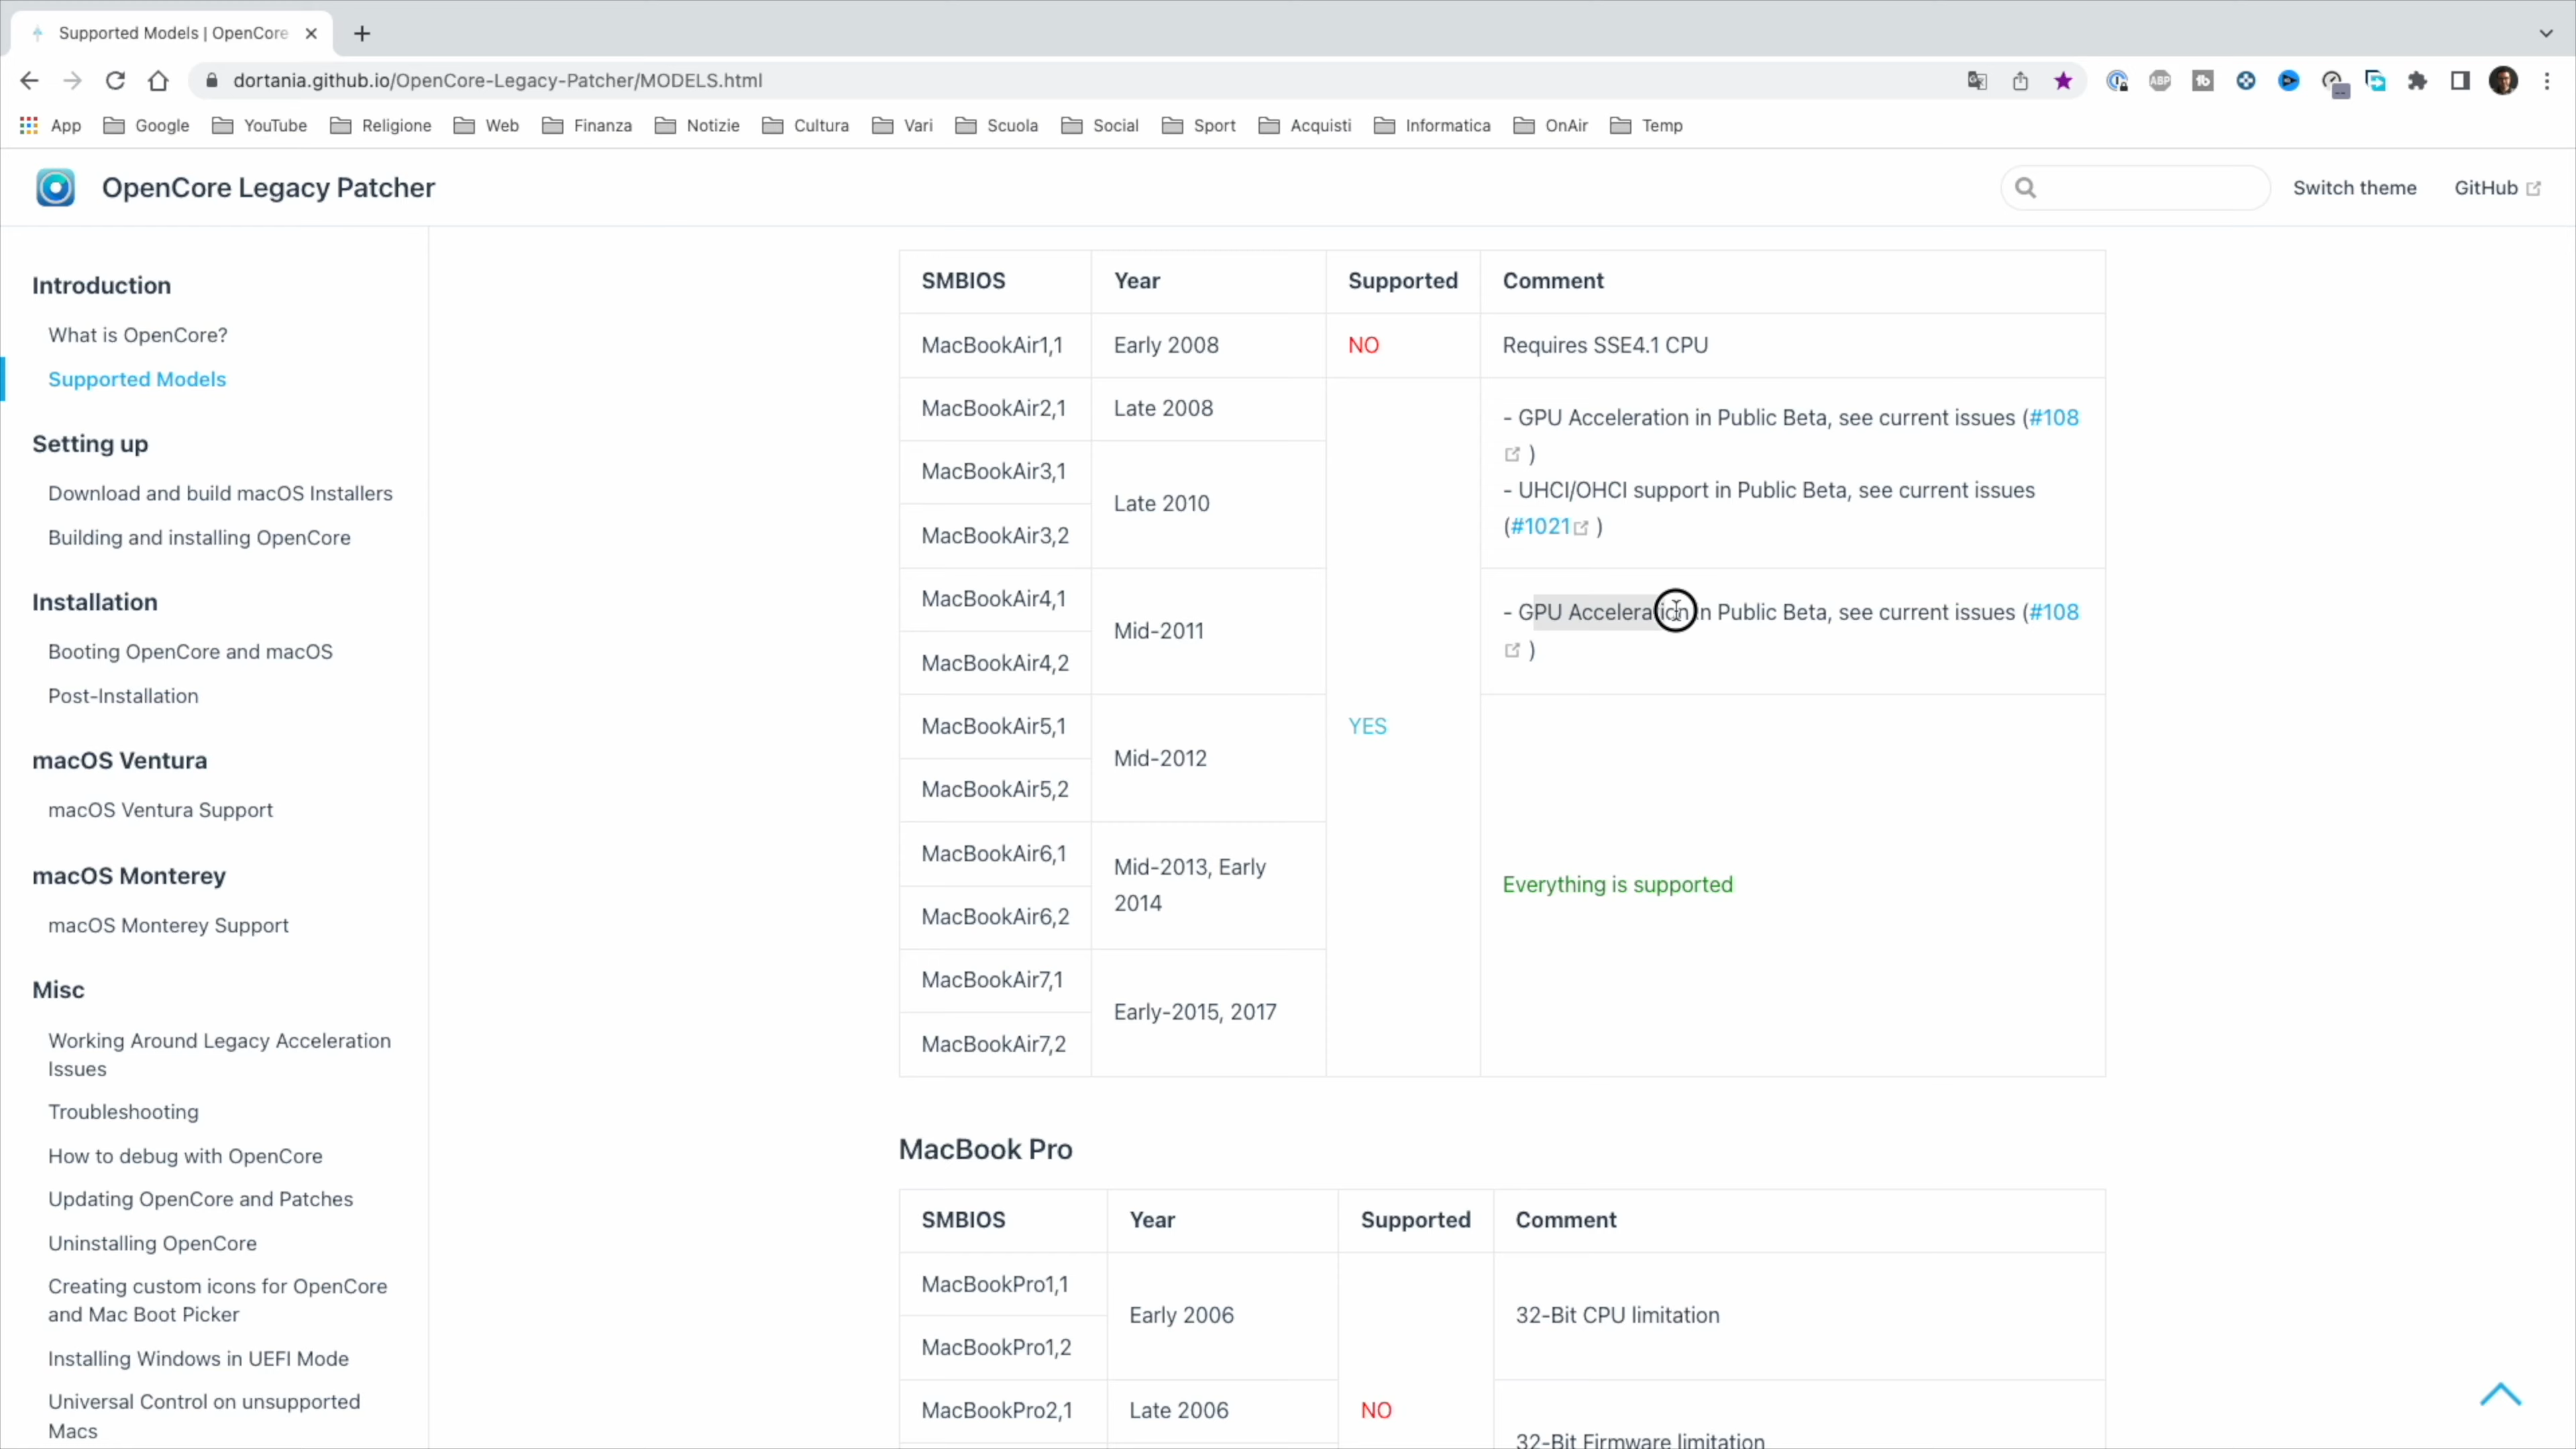 Supported Models | OpenCore
dortania.github.io/OpenCore-Legacy-Patcher/MODELS.html
ABP
App
Google
YouTube
Religione
Web
Finanza
Notizie
Cultura
Vari
Scuola
Social
Sport
Acquisti
Informatica
OnAir
Temp
OpenCore Legacy Patcher
Switch theme
GitHub
Introduction
What is OpenCore?
Supported Models
Setting up
Download and build macOS Installers
Building and installing OpenCore
Installation
Booting OpenCore and macOS
Post-Installation
macOS Ventura
macOS Ventura Support
macOS Monterey
macOS Monterey Support
Misc
Working Around Legacy Acceleration
Issues
Troubleshooting
How to debug with OpenCore
Updating OpenCore and Patches
Uninstalling OpenCore
Creating custom icons for OpenCore
and Mac Boot Picker
Installing Windows in UEFI Mode
Universal Control on unsupported
Macs
SMBIOS Year Supported Comment
MacBookAir1,1 Early 2008 NO Requires SSE4.1 CPU
MacBookAir2,1 Late 2008
- GPU Acceleration in Public Beta, see current issues (#108
)
- UHCI/OHCI support in Public Beta, see current issues
(#1021 )
MacBookAir3,1
Late 2010
MacBookAir3,2
MacBookAir4,1
Mid-2011
MacBookAir4,2
- GPU Acceleration in Public Beta, see current issues (#108
)
MacBookAir5,1
YES
Mid-2012
MacBookAir5,2
MacBookAir6,1
Mid-2013, Early
2014
MacBookAir6,2
Everything is supported
MacBookAir7,1
Early-2015, 2017
MacBookAir7,2
MacBook Pro
SMBIOS Year Supported Comment
MacBookPro1,1
Early 2006
32-Bit CPU limitation
MacBookPro1,2
MacBookPro2,1 Late 2006 NO
32-Bit Firmware limitation